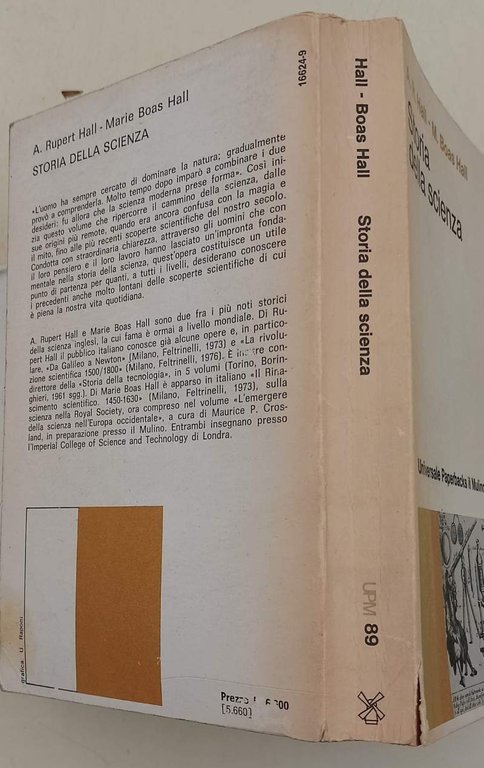 A. Rupert Hall - Marie Boas Hall
STORIA DELLA SCIENZA
16624-9
«L'uomo ha sempre cercato di dominare la natura; gradualmente
provò a comprenderla. Molto tempo dopo imparò a combinare i due
desideri: fu allora che la scienza moderna prese forma». Così ini-
zia questo volume che ripercorre il cammino della scienza, dalle
sue origini più remote, quando era ancora confusa con la magia e
il mito, fino alle più recenti scoperte scientifiche del nostro secolo.
Condotta con straordinaria chiarezza, attraverso gli uomini che con
il loro pensiero e il loro lavoro hanno lasciato un'impronta fonda-
mentale nella storia della scienza, quest'opera costituisce un utile
punto di partenza per quanti, a tutti i livelli, desiderano conoscere
i precedenti anche molto lontani delle scoperte scientifiche di cui
è piena la nostra vita quotidiana.
A. Rupert Hall e Marie Boas Hall sono due fra i più noti storici
della scienza inglesi, la cui fama è ormai a livello mondiale. Di Ru-
pert Hall il pubblico italiano conosce già alcune opere e, in partico-
lare, «Da Galileo a Newton» (Milano, Feltrinelli, 1973) e «La rivolu-
zione scientifica 1500/1800» (Milano, Feltrinelli, 1976). È inoltre con-
direttore della «Storia della tecnologia», in 5 volumi (Torino, Borin-
ghieri, 1961 sgg.). Di Marie Boas Hall è apparso in italiano «Il Rina-
scimento scientifico. 1450-1630» (Milano, Feltrinelli, 1973), sulla
scienza nella Royal Society, ora compreso nel volume «L'emergere
della scienza nell'Europa occidentale», a cura di Maurice P. Cros-
land, in preparazione presso il Mulino. Entrambi insegnano presso
l'Imperial College of Science and Technology di Londra.
grafica U Raponi
Prezzo
[5.660]
Hall - Boas Hall Storia della scienza
UPM 89
Hall - M. Boas Hall
Storia
della scienza
Universale Paperbacks il Mulino